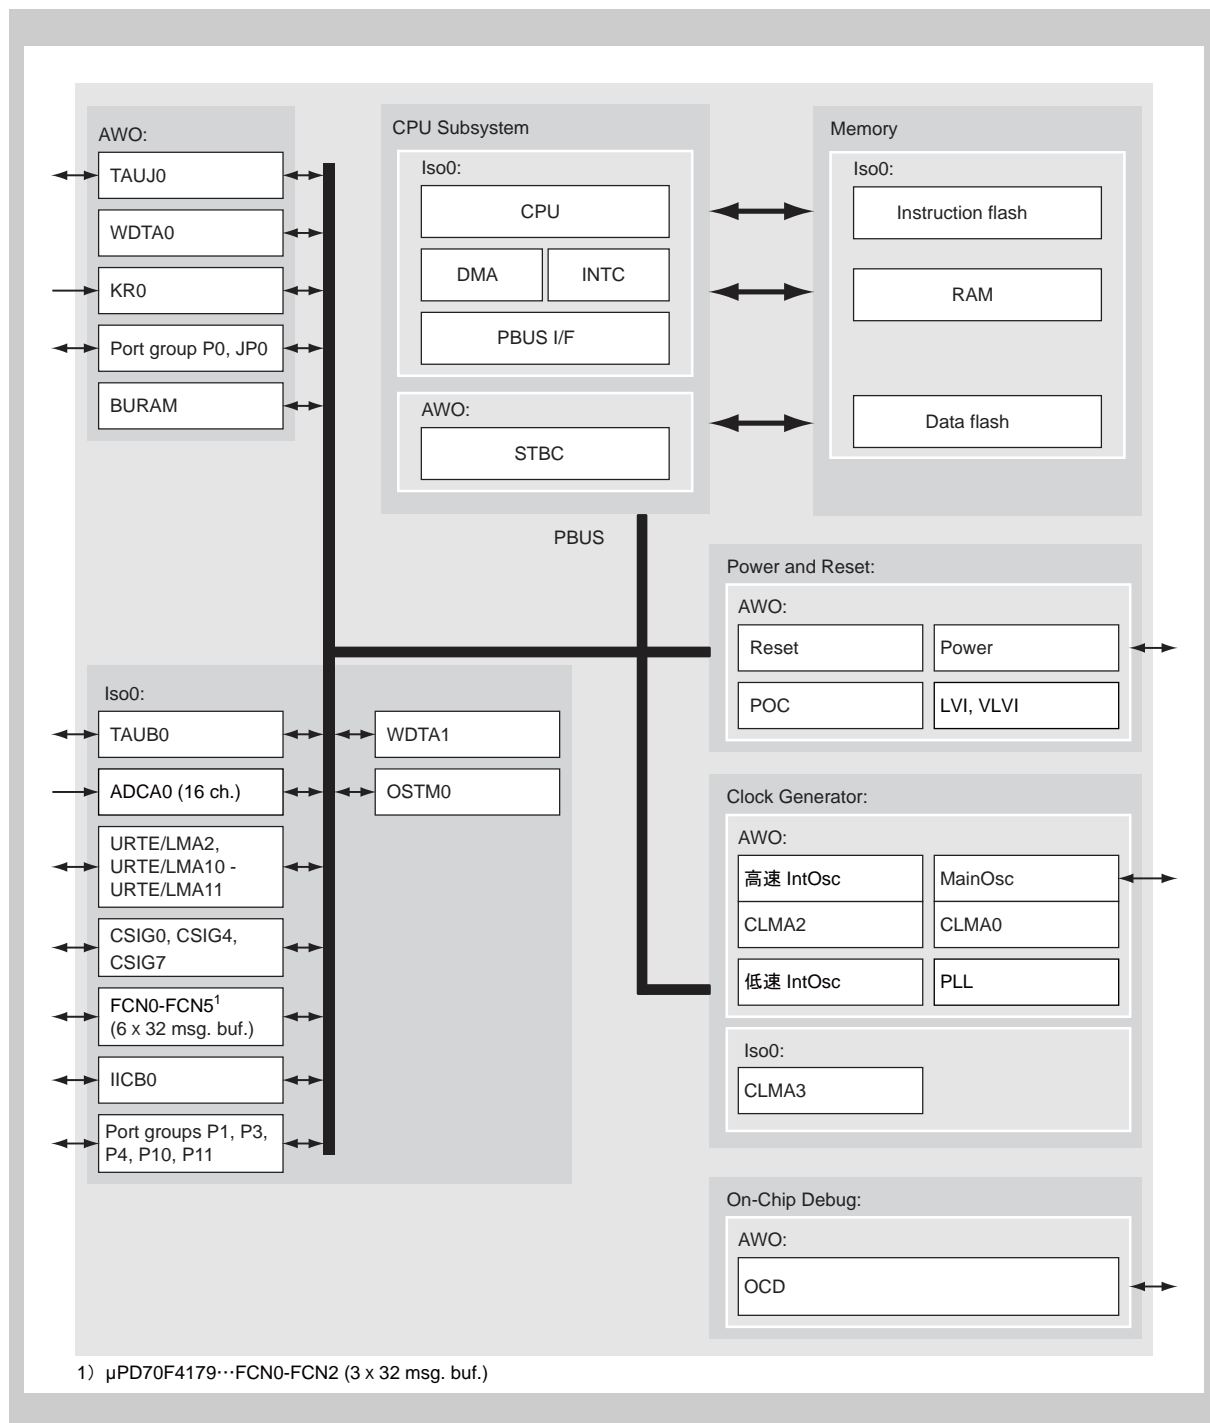 AWO:
TAUJ0
WDTA0
KR0
Port group P0, JP0
BURAM
CPU Subsystem
Iso0:
CPU
DMA
INTC
PBUS I/F
AWO:
STBC
Memory
Iso0:
Instruction flash
RAM
Data flash
PBUS
Power and Reset:
AWO:
Reset
Power
POC
LVI, VLVI
Iso0:
TAUB0
ADCA0 (16 ch.)
URTE/LMA2,
URTE/LMA10 -
URTE/LMA11
CSIG0, CSIG4,
CSIG7
FCN0-FCN5¹
(6 x 32 msg. buf.)
IICB0
Port groups P1, P3,
P4, P10, P11
WDTA1
OSTM0
Clock Generator:
AWO:
高速 IntOsc
MainOsc
CLMA2
CLMA0
低速 IntOsc
PLL
Iso0:
CLMA3
On-Chip Debug:
AWO:
OCD
1）µPD70F4179…FCN0-FCN2 (3 x 32 msg. buf.)